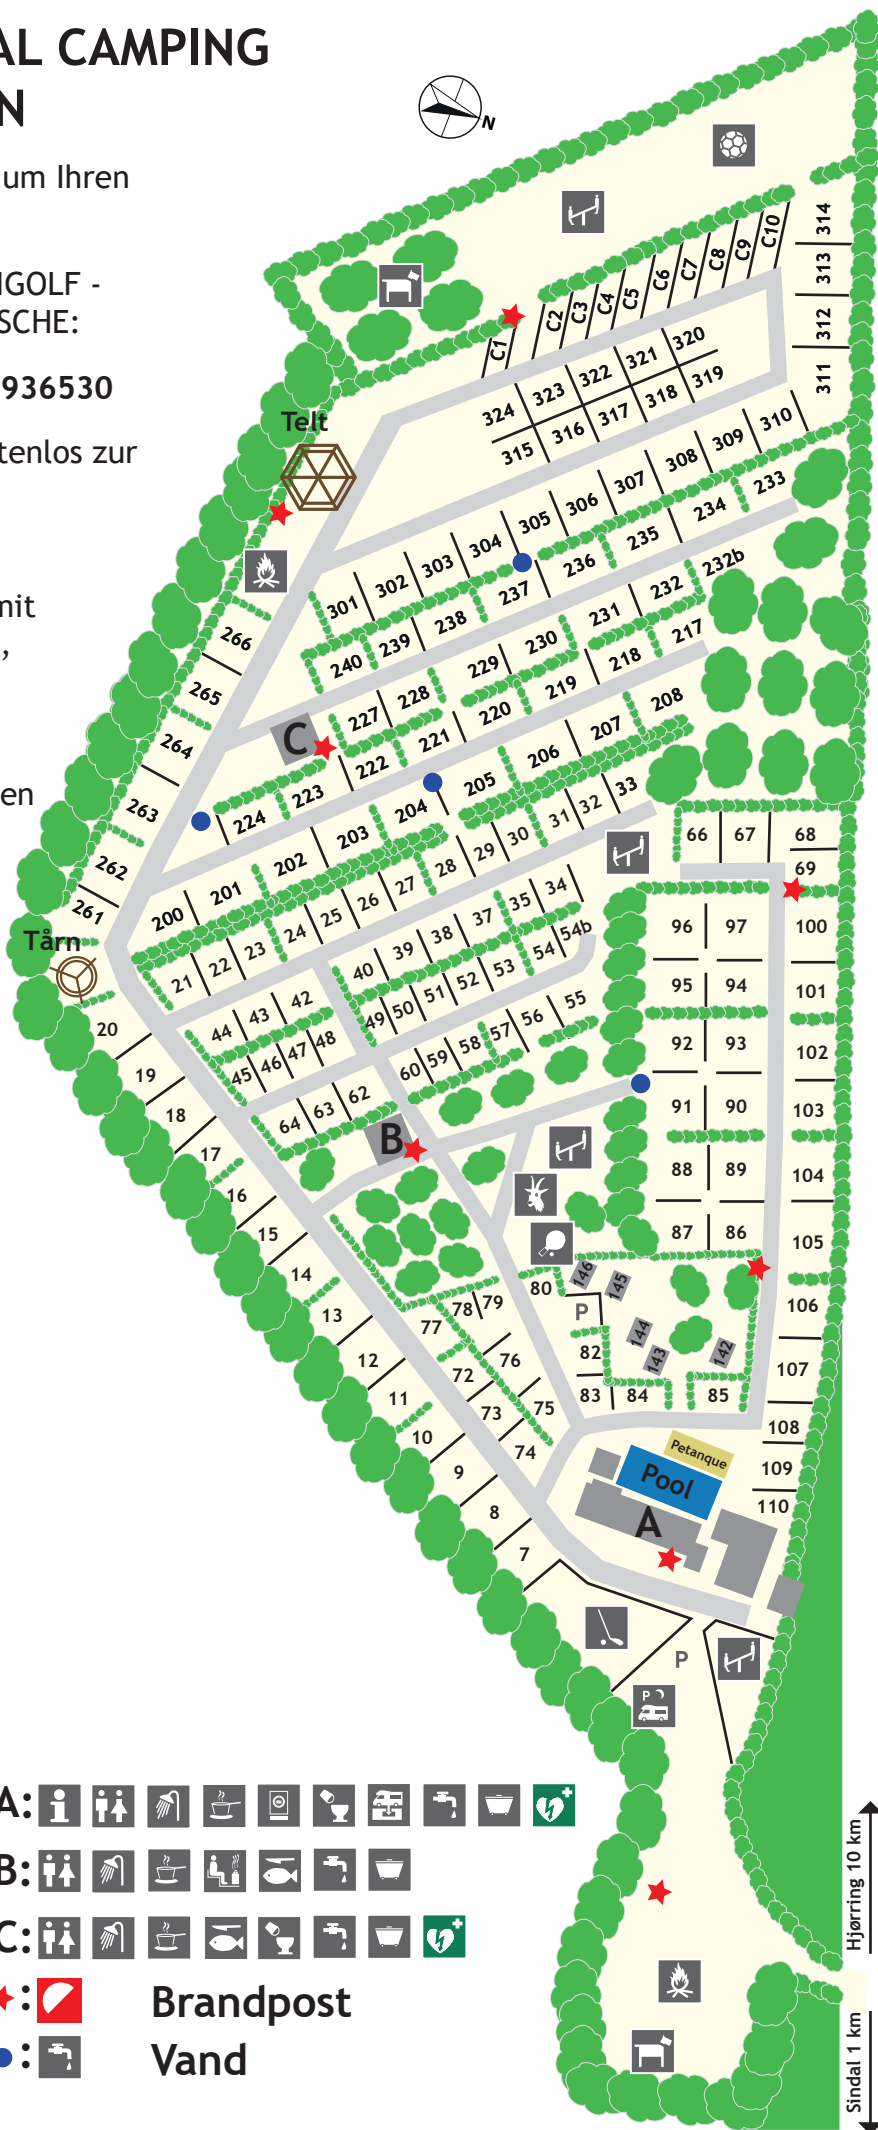 AL CAMPING
N
um Ihren
IGOLF -
SCHE:
936530
tenlos zur
mit
,
en
N
Telt
Tårn
C1 C2 C3 C4 C5 C6 C7 C8 C9 C10
314
313
312
311
324 323 322 321 320
315 316 317 318 319
301 302 303 304 305 306 307 308 309 310
240 239 238 237 236 235 234 233
227 228 229 230 231 232 232b
C
224 223 222 221 220 219 218 217
200 201 202 203 204 205 206 207 208
266
265
264
263
262
261
21 22 23 24 25 26 27 28 29 30 31 32 33
40 39 38 37 35 34
49 50 51 52 53 54 54b
44 43 42
45 46 47 48
60 59 58 57 56 55
64 63 62
B
66 67 68
69
96 97 100
95 94 101
92 93 102
91 90 103
88 89 104
87 86 105
106
107
108
109
110
20
19
18
17
16
15
14
13
12
11
10
9
8
7
77 78 79
72 76
73 75
74
80
P
82
83 84 85
146 145
144
143 142
Petanque
Pool
A
P
P
A:
B:
C:
: Brandpost
: Vand
Hjørring 10 km
Sindal 1 km